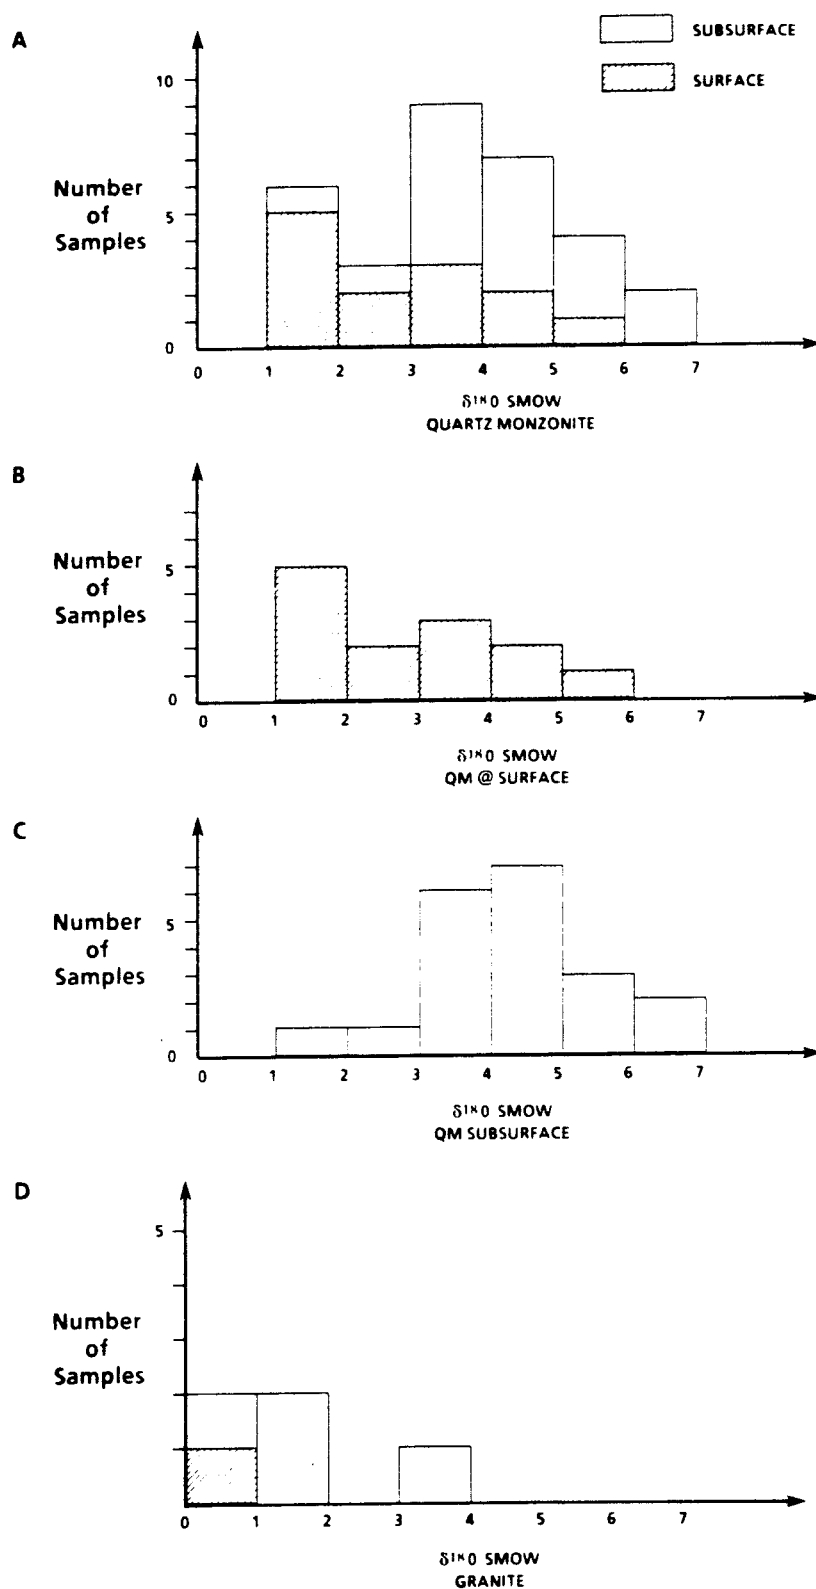 A
SUBSURFACE
SURFACE
10
Number
of
Samples
5
0
0 1 2 3 4 5 6 7
δ18O SMOW
QUARTZ MONZONITE
B
Number
of
Samples
5
0
0 1 2 3 4 5 6 7
δ18O SMOW
QM @ SURFACE
C
Number
of
Samples
5
0
0 1 2 3 4 5 6 7
δ18O SMOW
QM SUBSURFACE
D
5
Number
of
Samples
0 1 2 3 4 5 6 7
δ18O SMOW
GRANITE